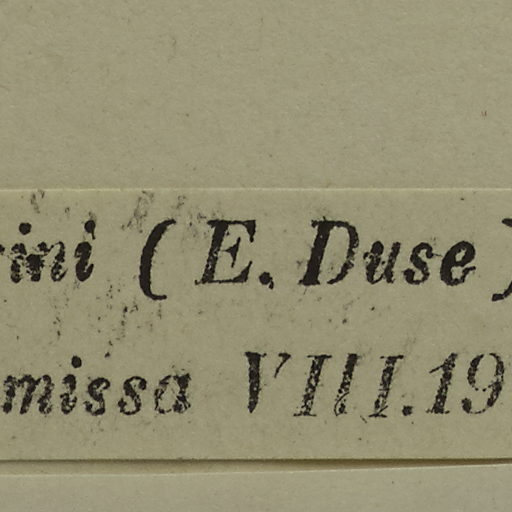 ini (E. Duse)
missa VIII.19